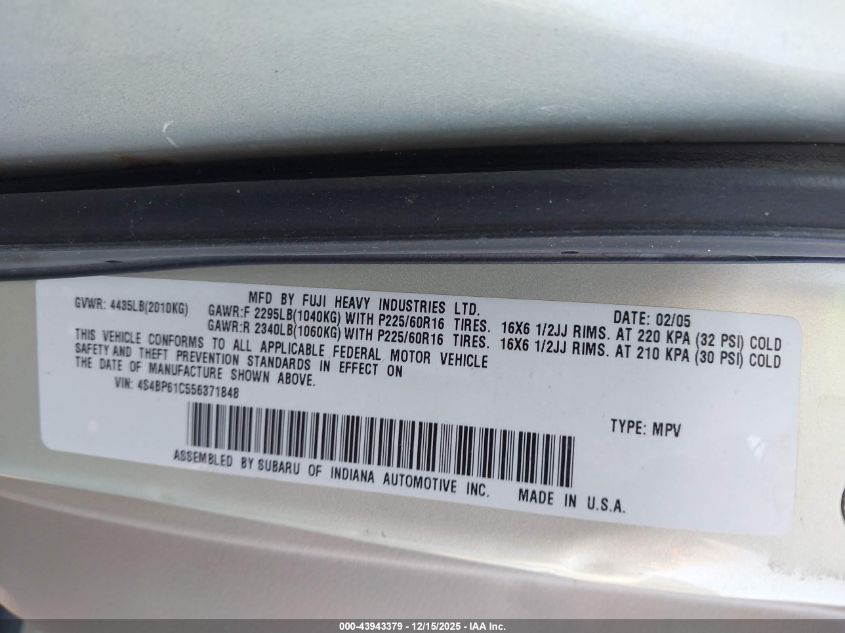 MFD BY FUJI HEAVY INDUSTRIES LTD. DATE: 02/05
GVWR: 4435LB(2010KG) GAWR:F 2295LB(1040KG) WITH P225/60R16 TIRES. 16X6 1/2JJ RIMS. AT 220 KPA (32 PSI) COLD
GAWR:R 2340LB(1060KG) WITH P225/60R16 TIRES. 16X6 1/2JJ RIMS. AT 210 KPA (30 PSI) COLD
THIS VEHICLE CONFORMS TO ALL APPLICABLE FEDERAL MOTOR VEHICLE
SAFETY AND THEFT PREVENTION STANDARDS IN EFFECT ON
THE DATE OF MANUFACTURE SHOWN ABOVE.
VIN: 4S4BP61C556371848
TYPE: MPV
ASSEMBLED BY SUBARU OF INDIANA AUTOMOTIVE INC. MADE IN U.S.A.
000-43943379 - 12/15/2025 - IAA Inc.